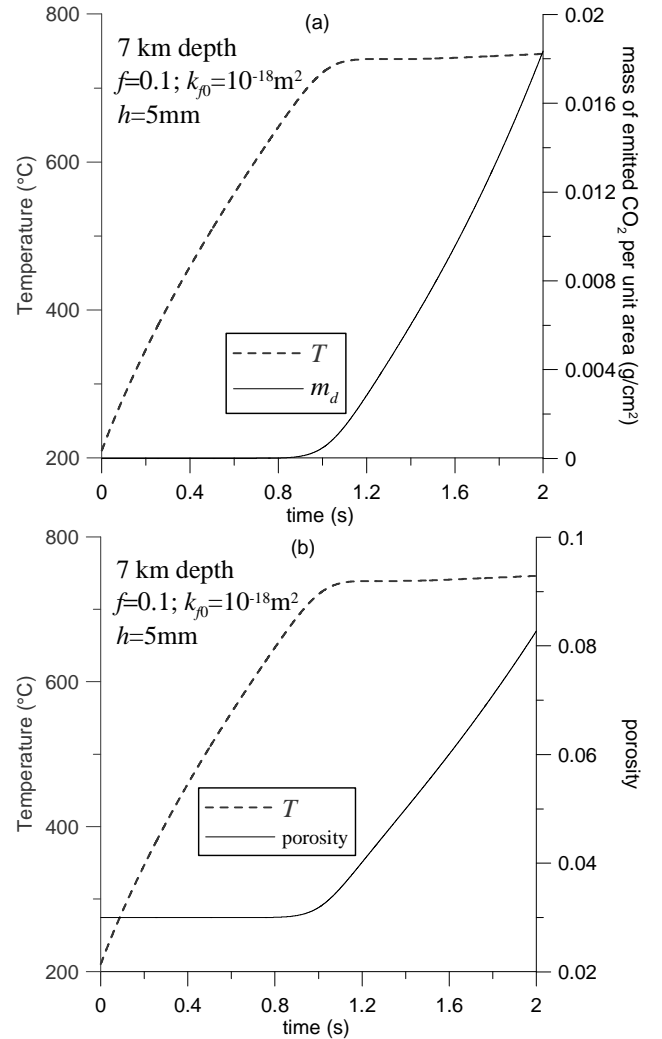 (a)
800
600
400
200
Temperature (°C)
7 km depth
f=0.1; k_f0=10⁻¹⁸m²
h=5mm
T
m_d
0.02
0.016
0.012
0.008
0.004
0
mass of emitted CO₂ per unit area (g/cm²)
0 0.4 0.8 1.2 1.6 2
time (s)
(b)
800
600
400
200
Temperature (°C)
7 km depth
f=0.1; k_f0=10⁻¹⁸m²
h=5mm
T
porosity
0.1
0.08
0.06
0.04
0.02
porosity
0 0.4 0.8 1.2 1.6 2
time (s)